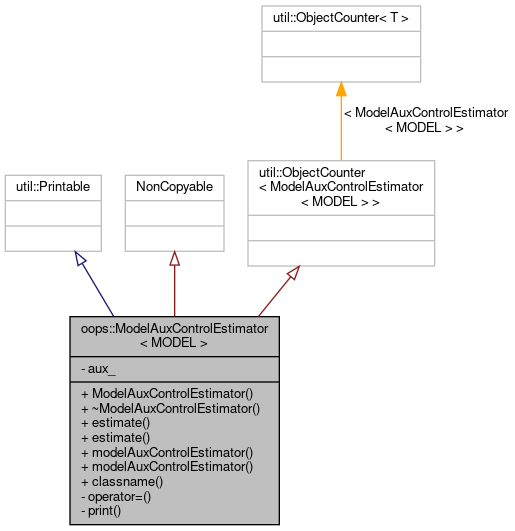 util::ObjectCounter< T >
< ModelAuxControlEstimator
< MODEL > >
util::Printable
NonCopyable
util::ObjectCounter
< ModelAuxControlEstimator
< MODEL > >
oops::ModelAuxControlEstimator
< MODEL >
- aux_
+ ModelAuxControlEstimator()
+ ~ModelAuxControlEstimator()
+ estimate()
+ estimate()
+ modelAuxControlEstimator()
+ modelAuxControlEstimator()
+ classname()
- operator=()
- print()